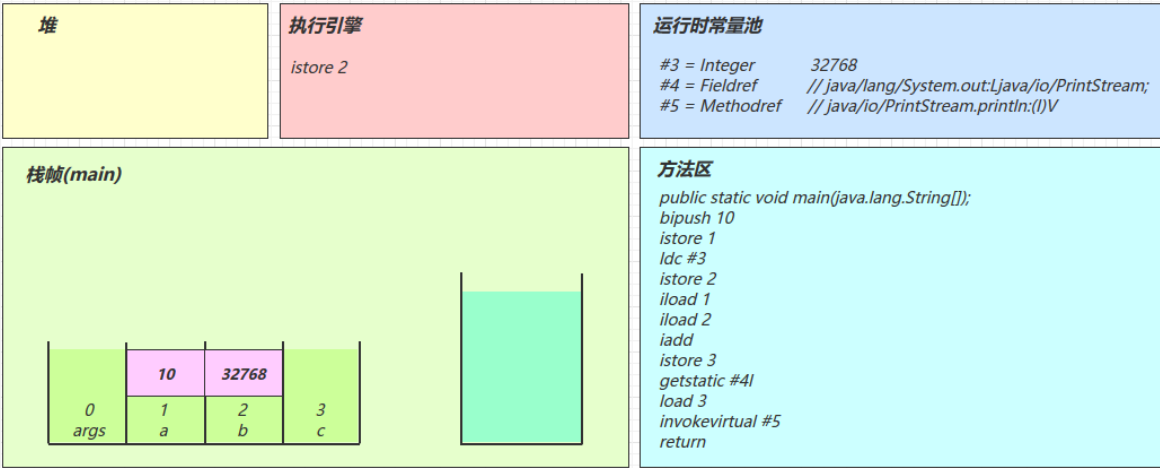 堆
执行引擎
istore 2
运行时常量池
#3 = Integer 32768
#4 = Fieldref // java/lang/System.out:Ljava/io/PrintStream;
#5 = Methodref // java/io/PrintStream.println:(I)V
栈帧(main)
10 32768
0 1 2 3
args a b c
方法区
public static void main(java.lang.String[]);
bipush 10
istore 1
ldc #3
istore 2
iload 1
iload 2
iadd
istore 3
getstatic #4I
load 3
invokevirtual #5
return